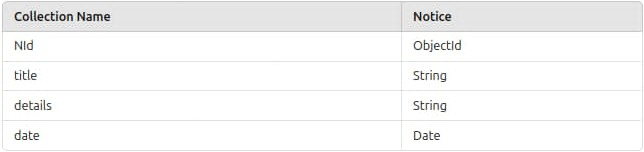 Collection Name Notice
NId ObjectId
title String
details String
date Date